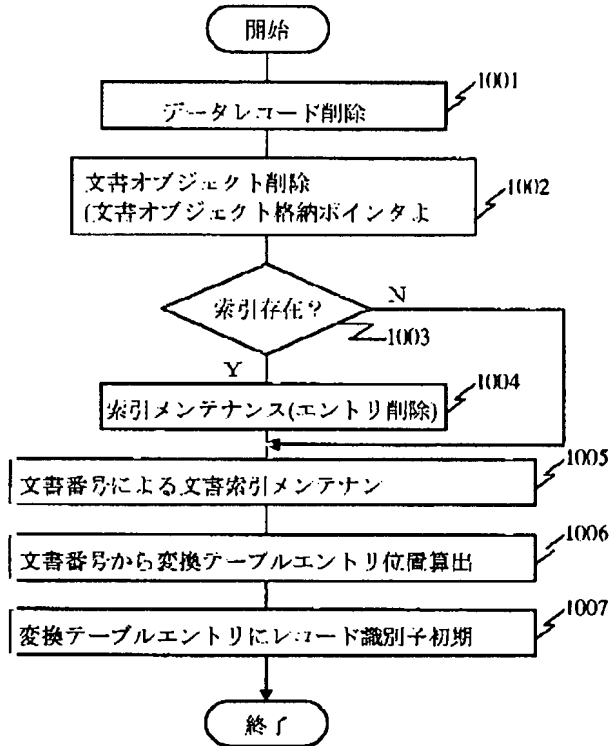 開始
データレコード削除
1001
文書オブジェクト削除
(文書オブジェクト格納ポインタよ
1002
索引存在?
N
1003
Y
1004
索引メンテナンス(エントリ削除)
1005
文書番号による文書索引メンテナン
1006
文書番号から変換テーブルエントリ位置算出
1007
変換テーブルエントリにレコード識別子初期
終了